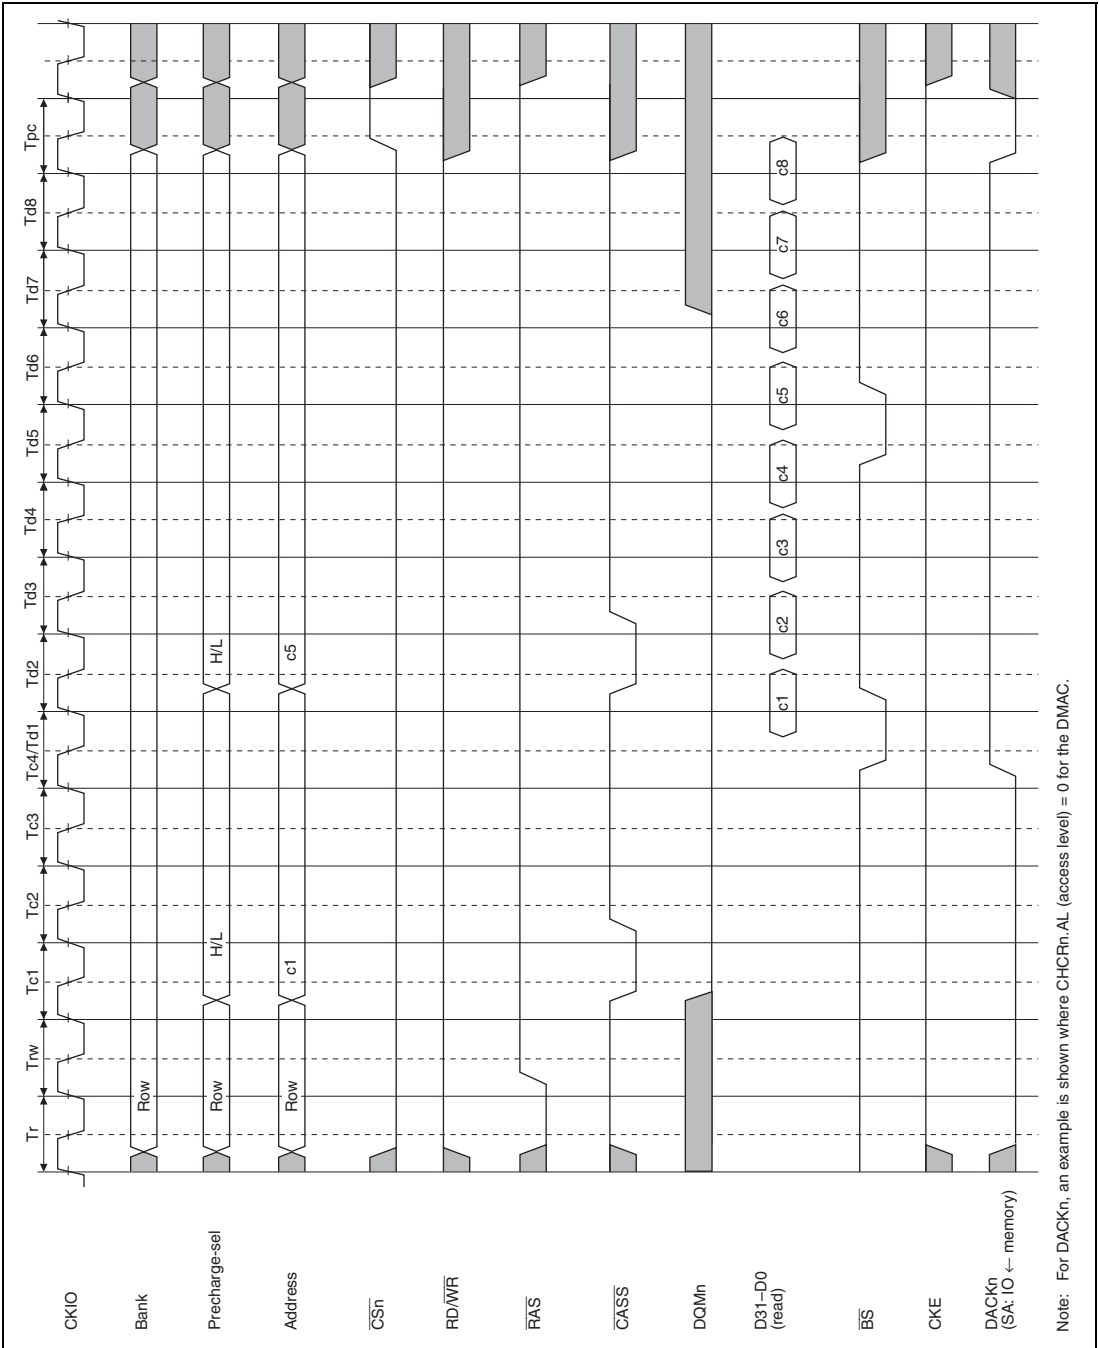 Tr Trw Tc1 Tc2 Tc3 Tc4/Td1 Td2 Td3 Td4 Td5 Td6 Td7 Td8 Tpc
CKIO
Bank Row
Precharge-sel Row H/L H/L
Address Row c1 c5
CSn
RD/WR
RAS
CASS
DQMn
D31–D0
(read) c1 c2 c3 c4 c5 c6 c7 c8
BS
CKE
DACKn
(SA: IO ← memory)
Note: For DACKn, an example is shown where CHCRn.AL (access level) = 0 for the DMAC.